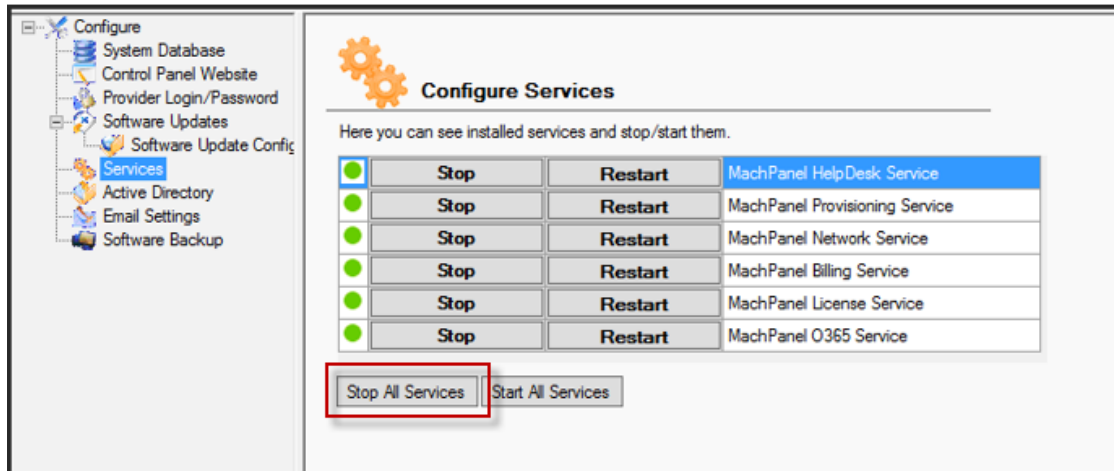 Configure
System Database
Control Panel Website
Provider Login/Password
Software Updates
Software Update Config
Services
Active Directory
Email Settings
Software Backup
Configure Services
Here you can see installed services and stop/start them.
Stop Restart MachPanel HelpDesk Service
Stop Restart MachPanel Provisioning Service
Stop Restart MachPanel Network Service
Stop Restart MachPanel Billing Service
Stop Restart MachPanel License Service
Stop Restart MachPanel O365 Service
Stop All Services Start All Services